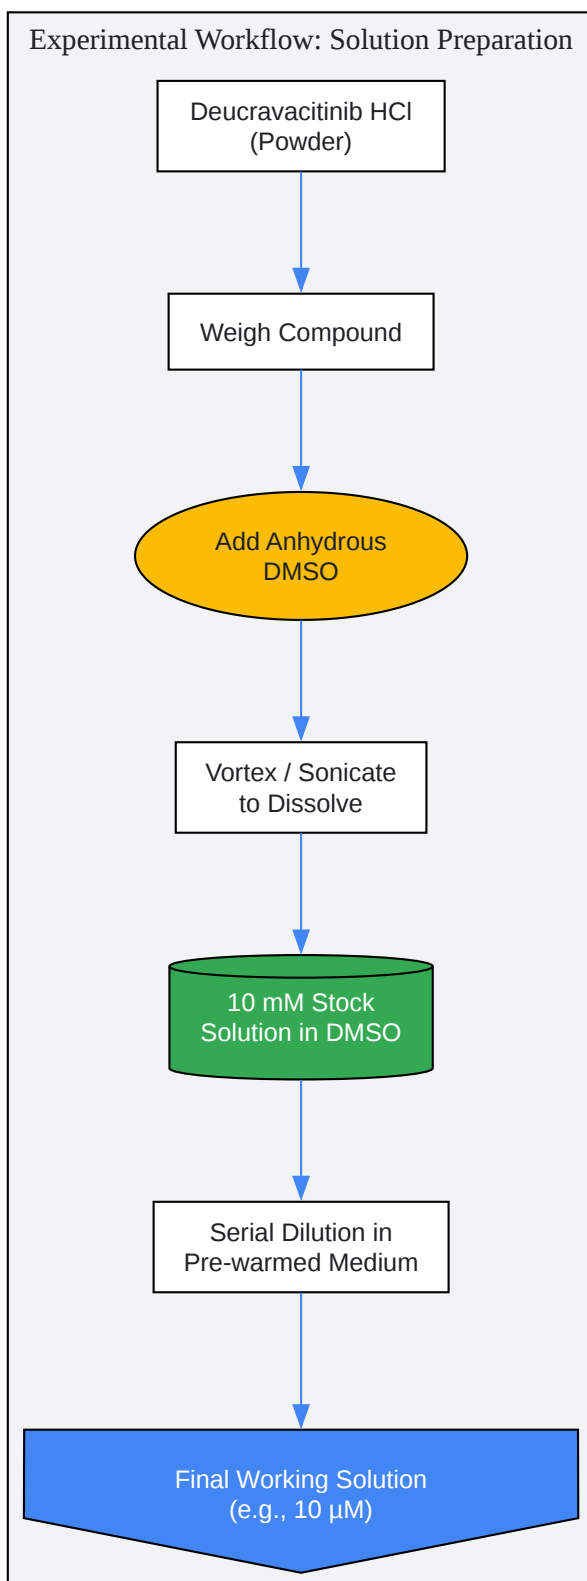 Experimental Workflow: Solution Preparation
Deucravacitinib HCl
(Powder)
Weigh Compound
Add Anhydrous
DMSO
Vortex / Sonicate
to Dissolve
10 mM Stock
Solution in DMSO
Serial Dilution in
Pre-warmed Medium
Final Working Solution
(e.g., 10 µM)